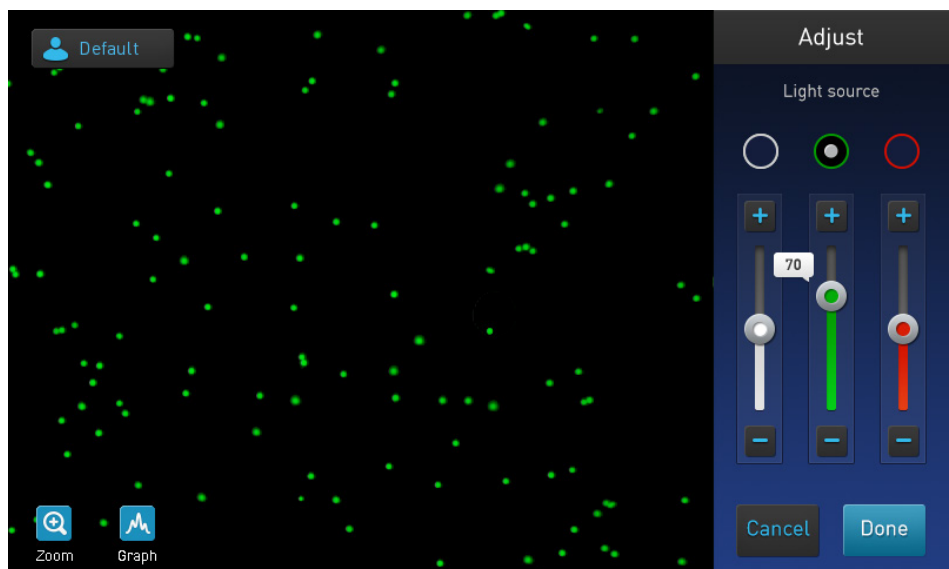 Default
Adjust
Light source
+
+
+
70
−
−
−
Zoom
Graph
Cancel
Done